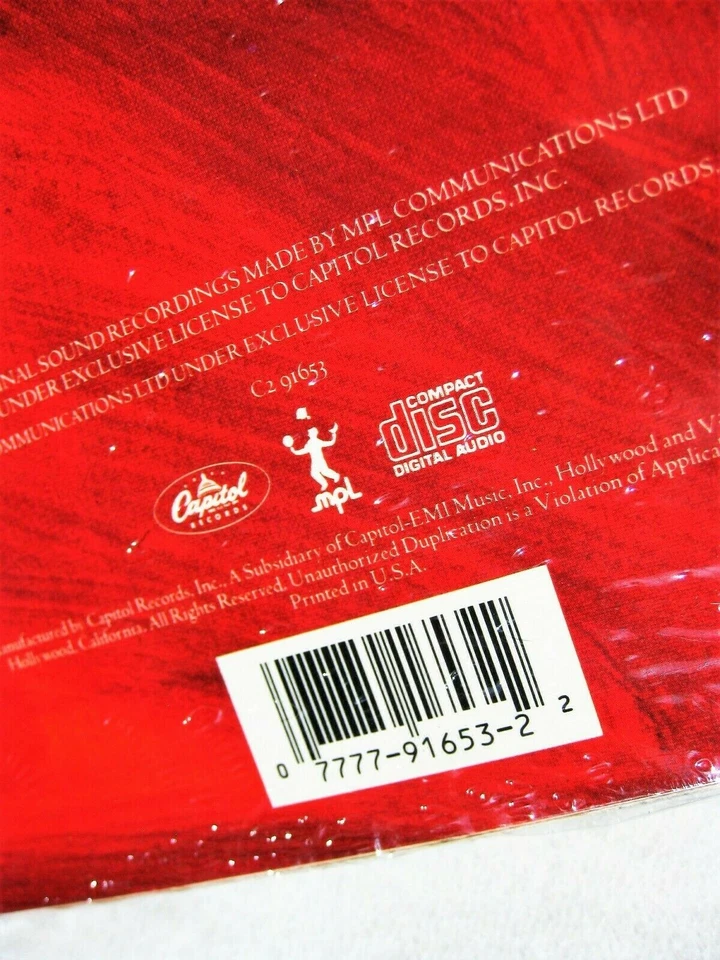 NAL SOUND RECORDINGS MADE BY MPL COMMUNICATIONS LTD
UNDER EXCLUSIVE LICENSE TO CAPITOL RECORDS, INC.
OMMUNICATIONS LTD UNDER EXCLUSIVE LICENSE TO CAPITOL RECORDS,
C2 91653
Capitol
RECORDS
mpl
COMPACT
disc
DIGITAL AUDIO
anufactured by Capitol Records, Inc., A Subsidiary of Capitol-EMI Music, Inc., Hollywood and V
Hollywood, California. All Rights Reserved. Unauthorized Duplication is a Violation of Applica
Printed in U.S.A.
0 7777-91653-2 2